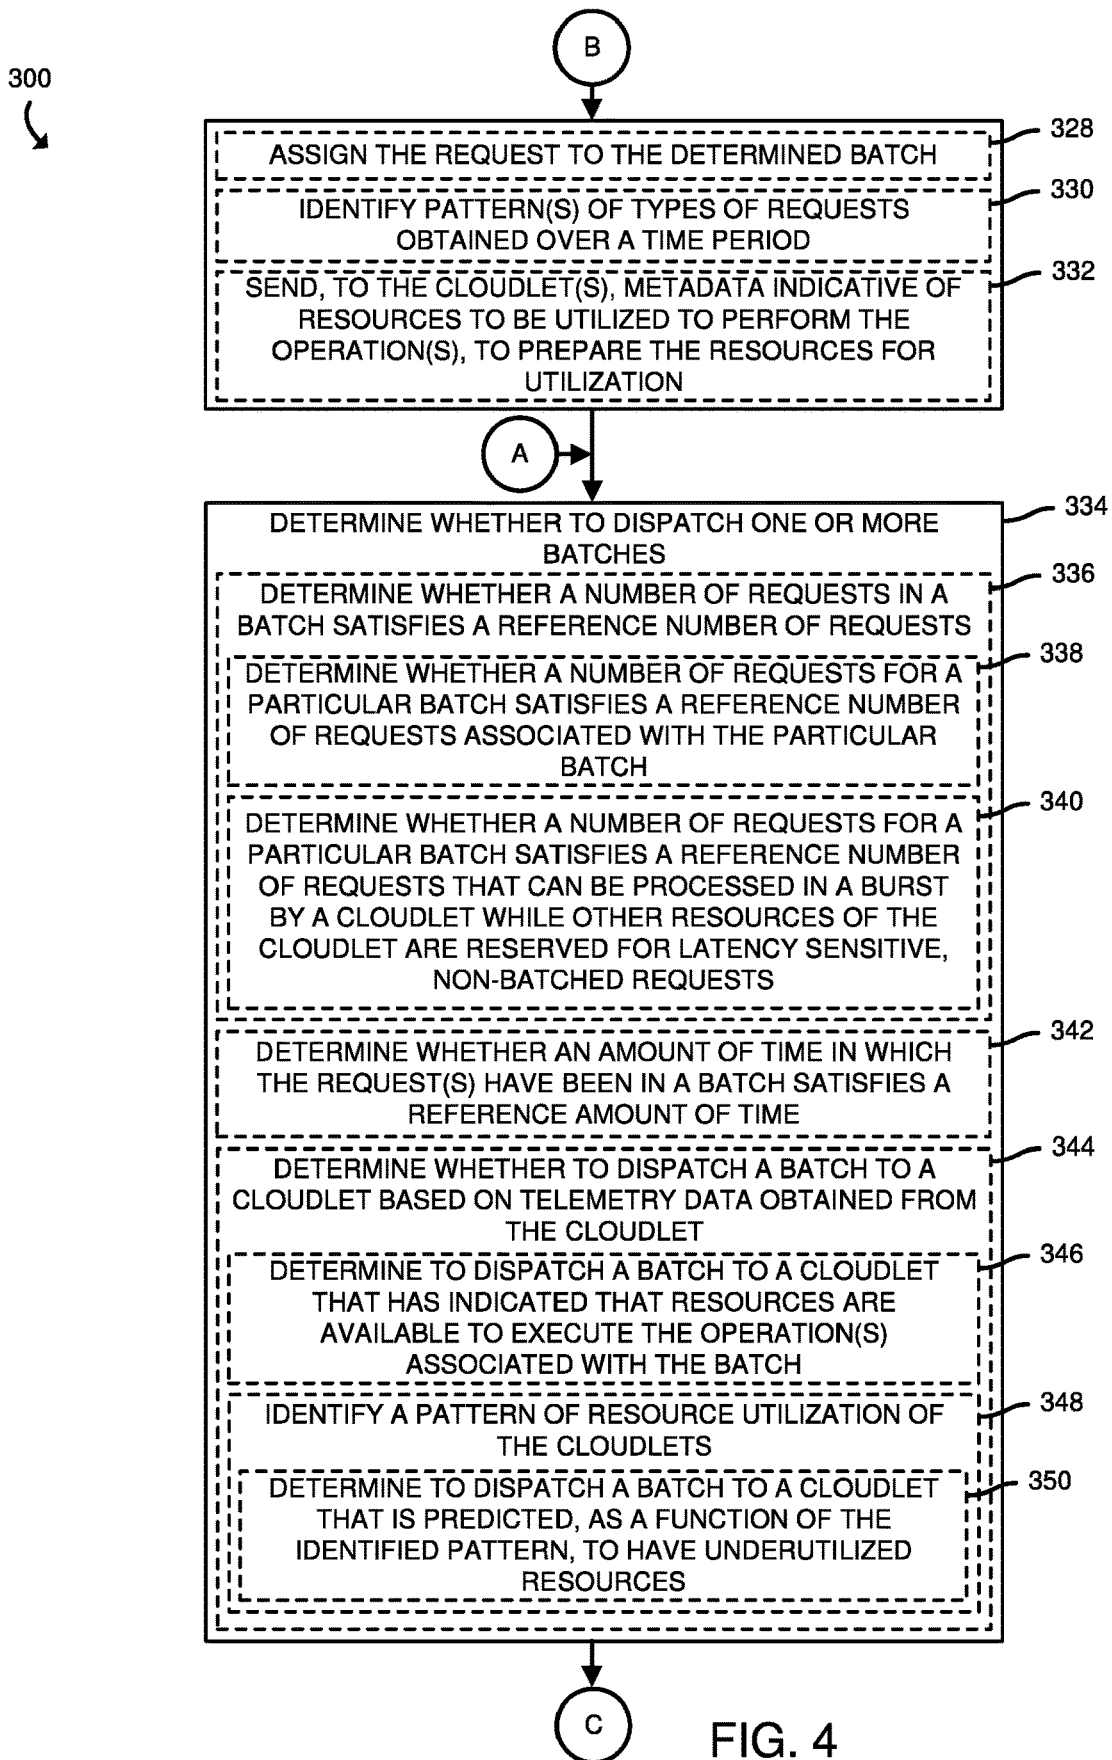 B
300
ASSIGN THE REQUEST TO THE DETERMINED BATCH
328
IDENTIFY PATTERN(S) OF TYPES OF REQUESTS
OBTAINED OVER A TIME PERIOD
330
SEND, TO THE CLOUDLET(S), METADATA INDICATIVE OF
RESOURCES TO BE UTILIZED TO PERFORM THE
OPERATION(S), TO PREPARE THE RESOURCES FOR
UTILIZATION
332
A
DETERMINE WHETHER TO DISPATCH ONE OR MORE
BATCHES
334
DETERMINE WHETHER A NUMBER OF REQUESTS IN A
BATCH SATISFIES A REFERENCE NUMBER OF REQUESTS
336
DETERMINE WHETHER A NUMBER OF REQUESTS FOR A
PARTICULAR BATCH SATISFIES A REFERENCE NUMBER
OF REQUESTS ASSOCIATED WITH THE PARTICULAR
BATCH
338
DETERMINE WHETHER A NUMBER OF REQUESTS FOR A
PARTICULAR BATCH SATISFIES A REFERENCE NUMBER
OF REQUESTS THAT CAN BE PROCESSED IN A BURST
BY A CLOUDLET WHILE OTHER RESOURCES OF THE
CLOUDLET ARE RESERVED FOR LATENCY SENSITIVE,
NON-BATCHED REQUESTS
340
DETERMINE WHETHER AN AMOUNT OF TIME IN WHICH
THE REQUEST(S) HAVE BEEN IN A BATCH SATISFIES A
REFERENCE AMOUNT OF TIME
342
DETERMINE WHETHER TO DISPATCH A BATCH TO A
CLOUDLET BASED ON TELEMETRY DATA OBTAINED FROM
THE CLOUDLET
344
DETERMINE TO DISPATCH A BATCH TO A CLOUDLET
THAT HAS INDICATED THAT RESOURCES ARE
AVAILABLE TO EXECUTE THE OPERATION(S)
ASSOCIATED WITH THE BATCH
346
IDENTIFY A PATTERN OF RESOURCE UTILIZATION OF
THE CLOUDLETS
348
DETERMINE TO DISPATCH A BATCH TO A CLOUDLET
THAT IS PREDICTED, AS A FUNCTION OF THE
IDENTIFIED PATTERN, TO HAVE UNDERUTILIZED
RESOURCES
350
C
FIG. 4